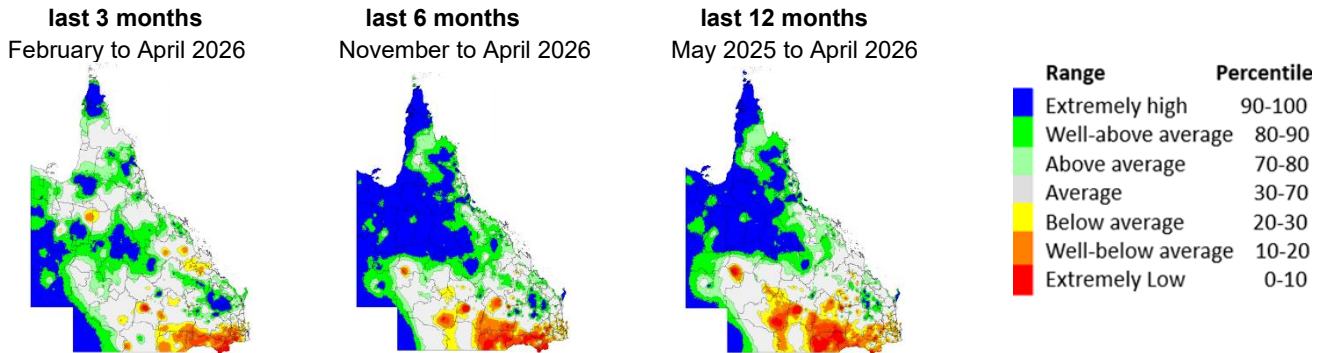 last 3 months
February to April 2026
last 6 months
November to April 2026
last 12 months
May 2025 to April 2026
Range Percentile
Extremely high 90-100
Well-above average 80-90
Above average 70-80
Average 30-70
Below average 20-30
Well-below average 10-20
Extremely Low 0-10